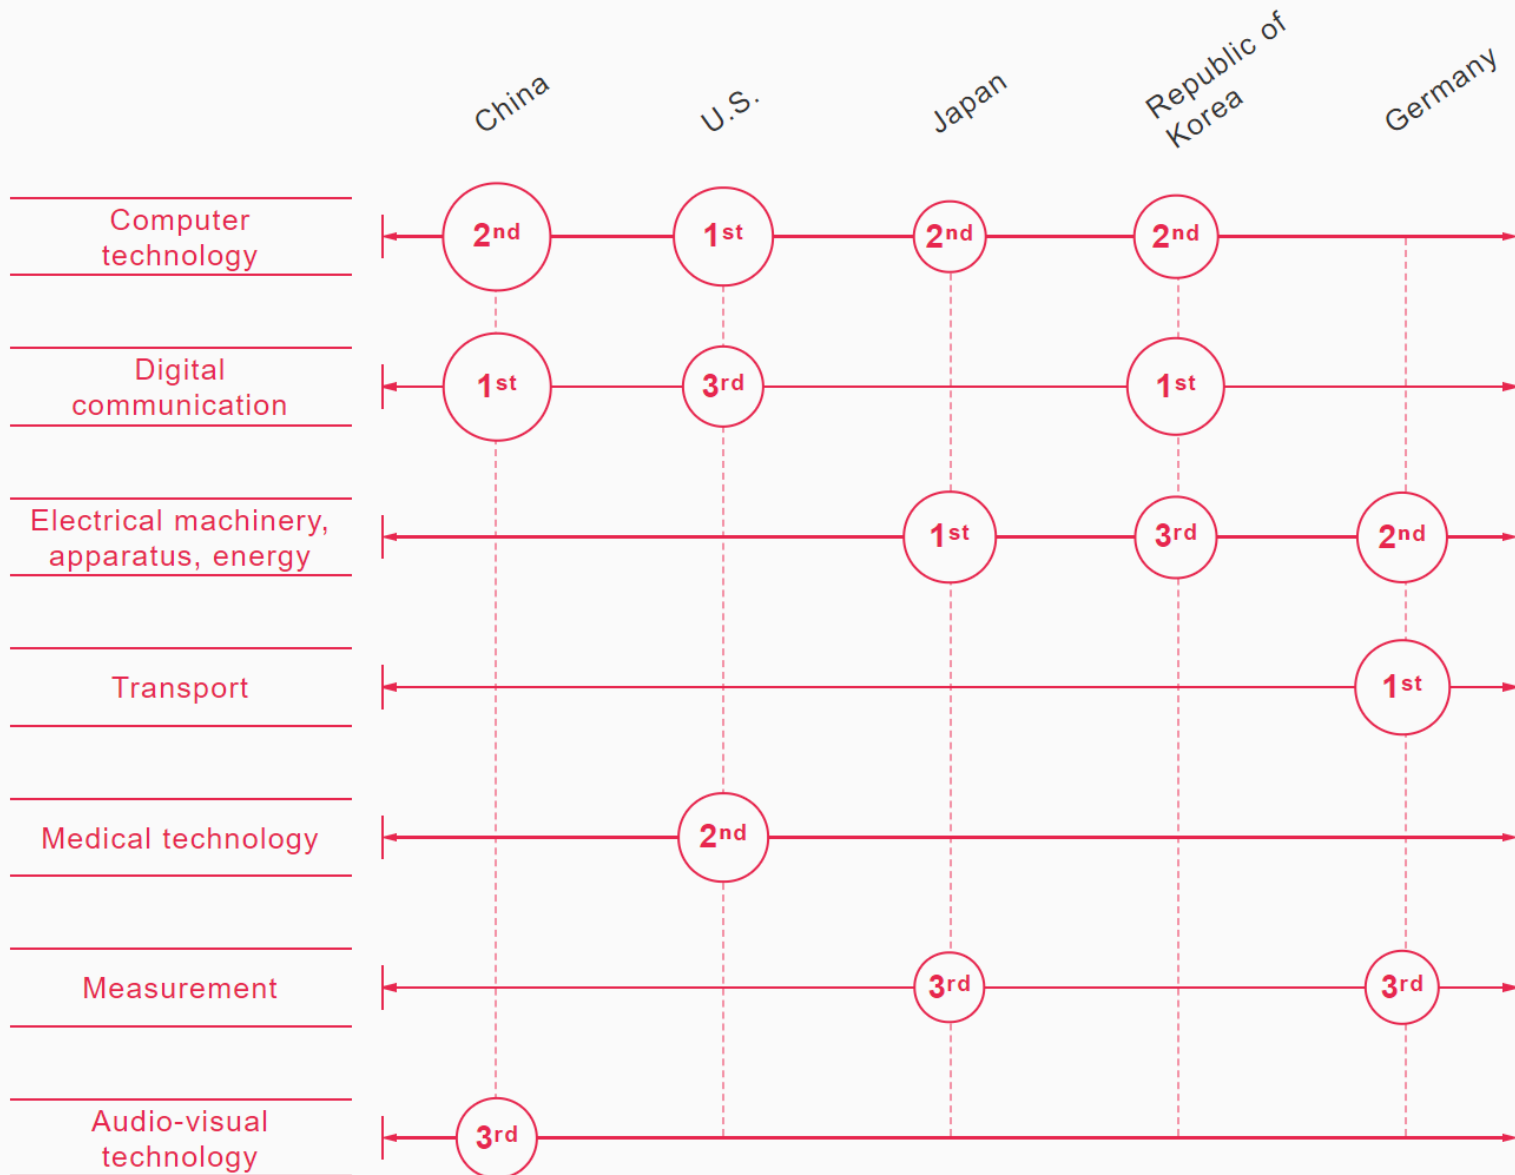 China
U.S.
Japan
Republic of
Korea
Germany
Computer
technology
2nd
1st
2nd
2nd
Digital
communication
1st
3rd
1st
Electrical machinery,
apparatus, energy
1st
3rd
2nd
Transport
1st
Medical technology
2nd
Measurement
3rd
3rd
Audio-visual
technology
3rd